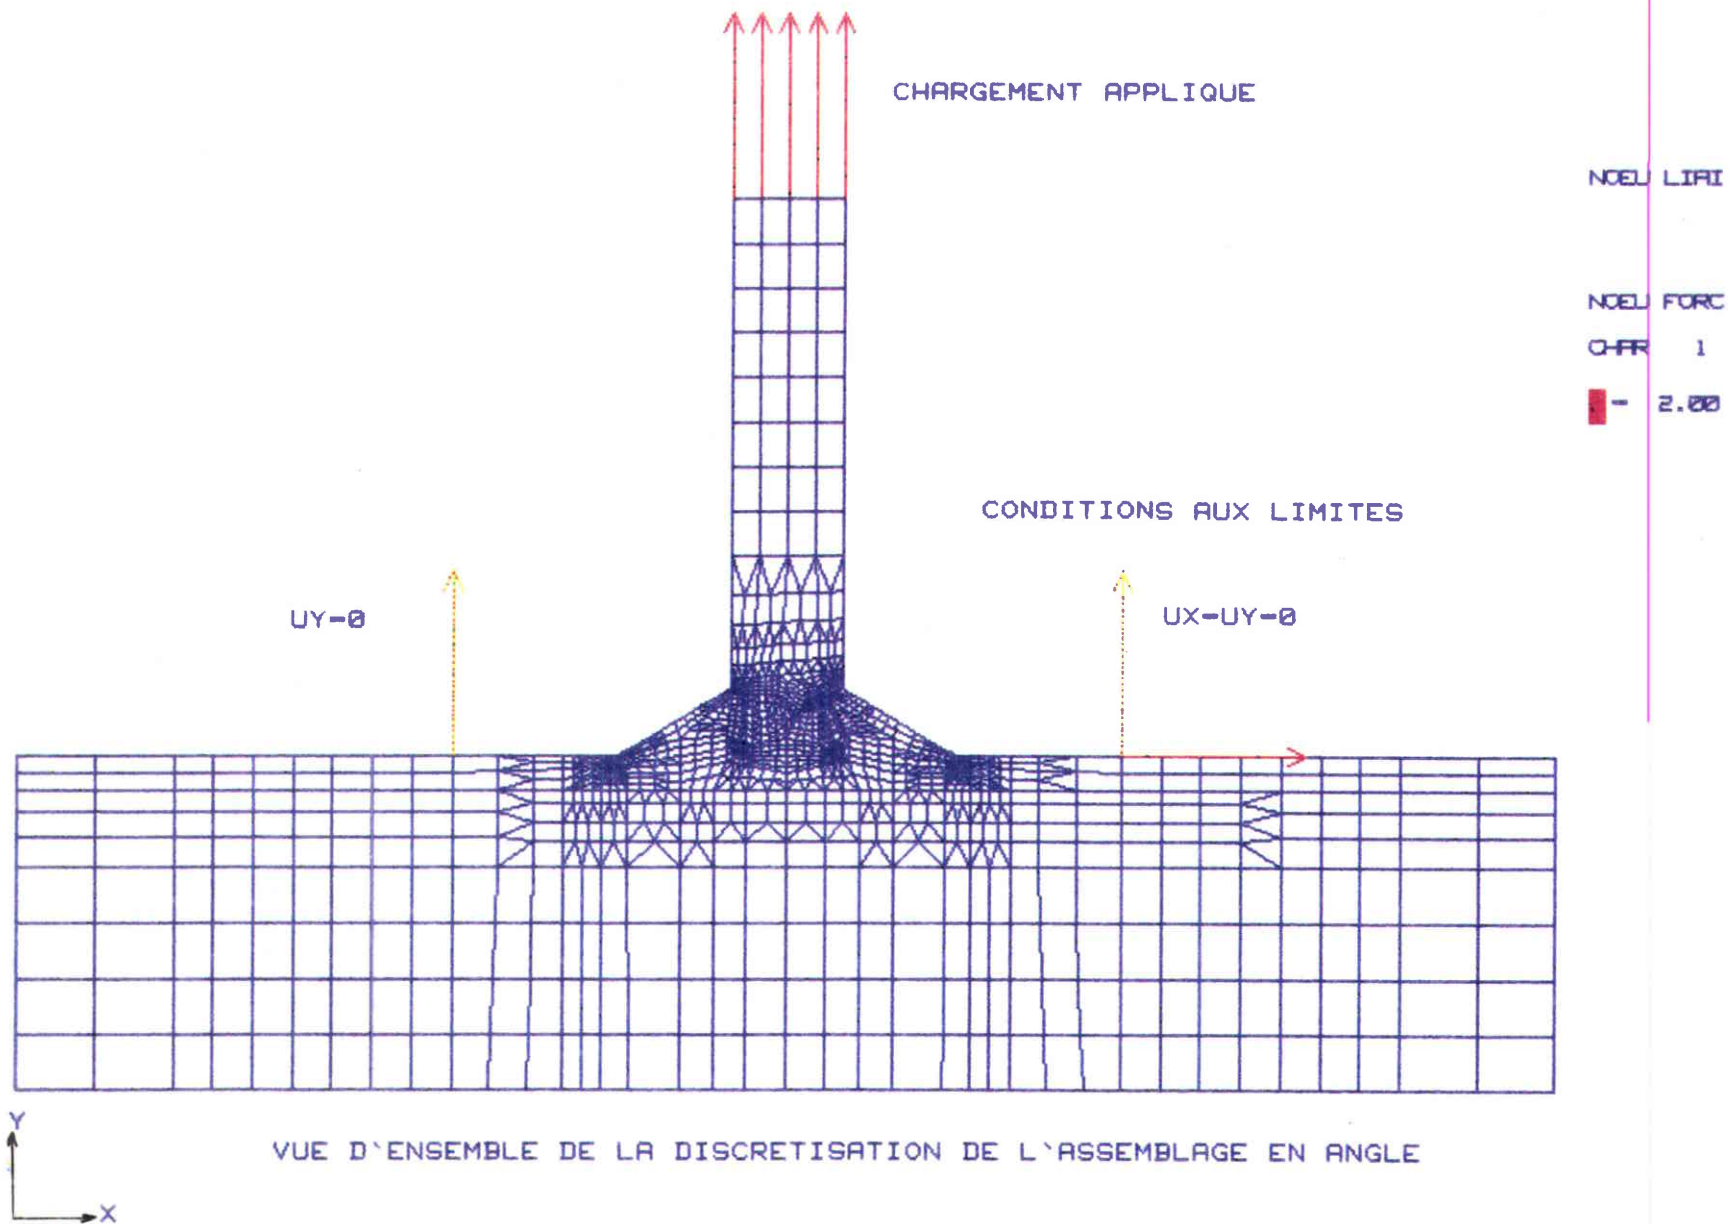 CHARGEMENT APPLIQUE
NOEU LIAI
NOEU FORC
CHAR 1
- 2.00
CONDITIONS AUX LIMITES
UY-0
UX-UY-0
Y
X
VUE D`ENSEMBLE DE LA DISCRETISATION DE L`ASSEMBLAGE EN ANGLE